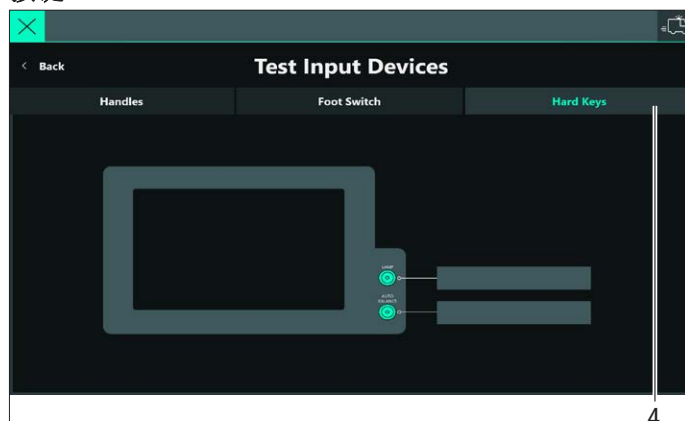 Back
Test Input Devices
Handles
Foot Switch
Hard Keys
LAMP
AUTO
BALANCE
4